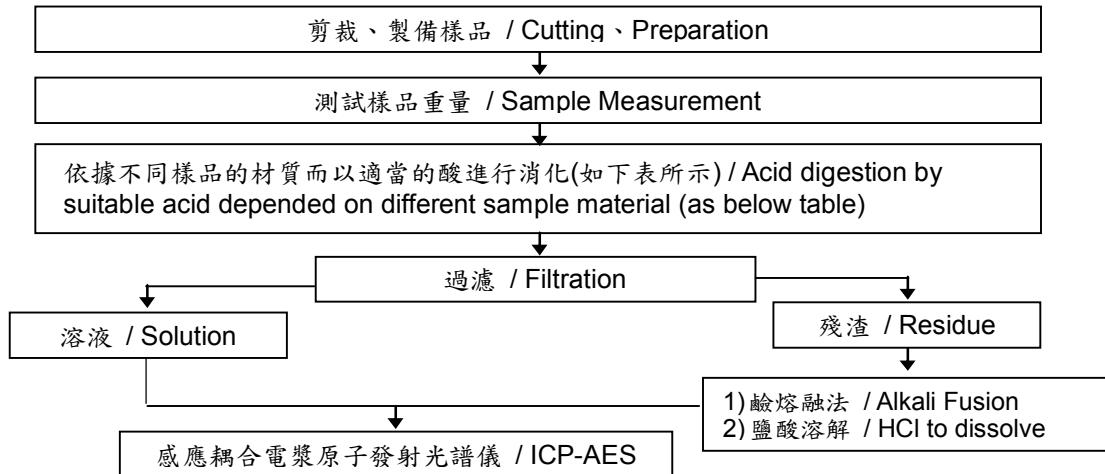 剪裁、製備樣品 / Cutting、Preparation
測試樣品重量 / Sample Measurement
依據不同樣品的材質而以適當的酸進行消化(如下表所示) / Acid digestion by
suitable acid depended on different sample material (as below table)
過濾 / Filtration
溶液 / Solution
殘渣 / Residue
1) 鹼熔融法 / Alkali Fusion
2) 鹽酸溶解 / HCl to dissolve
感應耦合電漿原子發射光譜儀 / ICP-AES